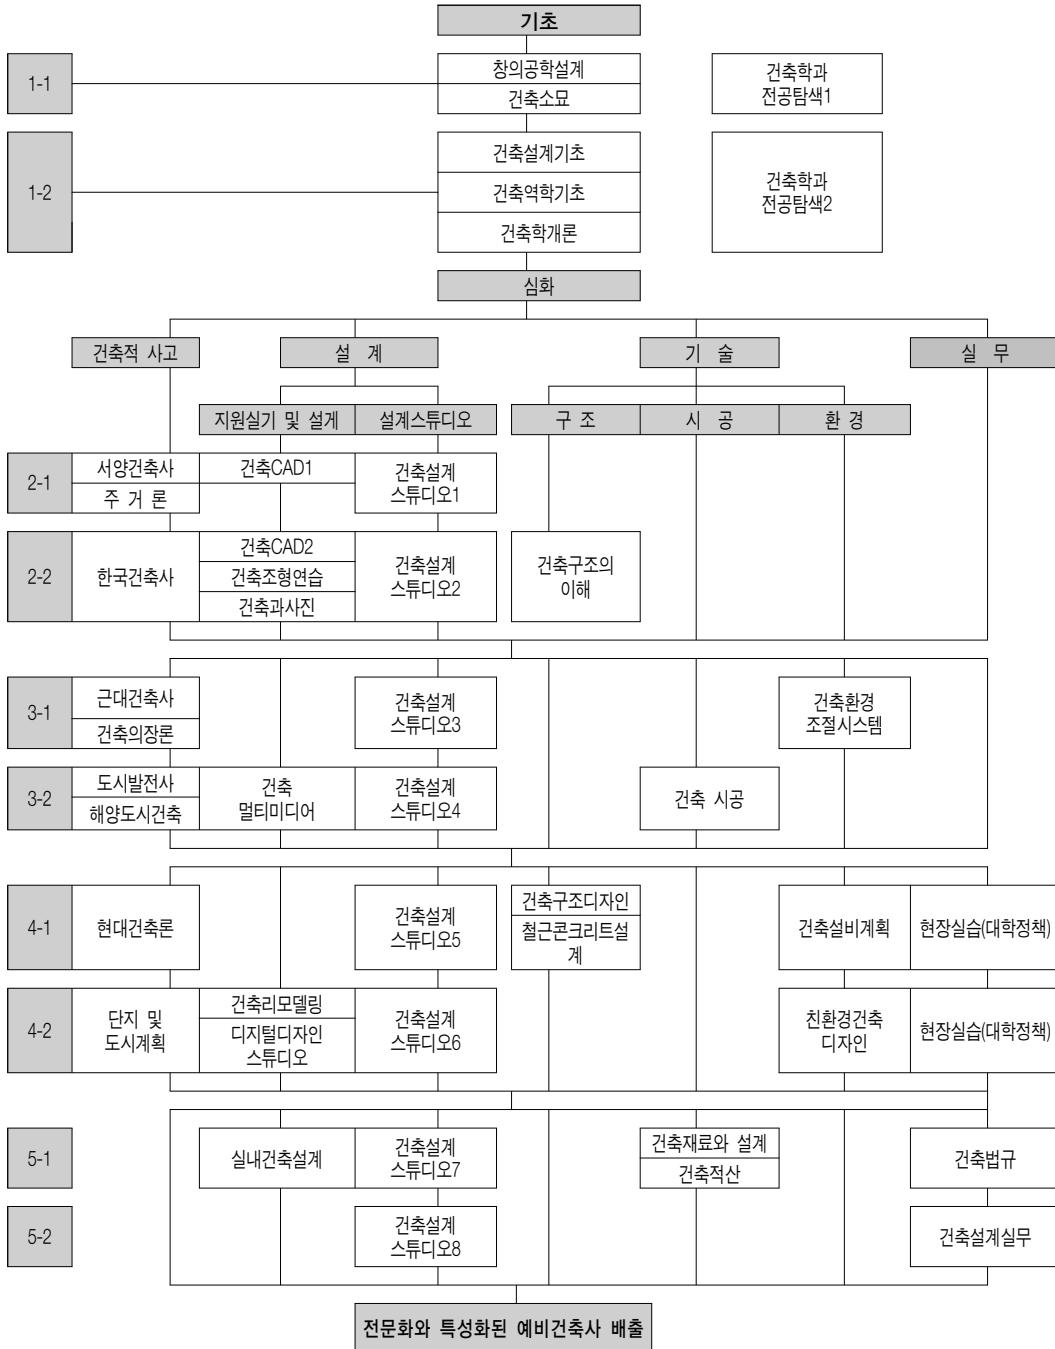 기초
1-1
창의공학설계
건축소묘
건축학과
전공탐색1
1-2
건축설계기초
건축역학기초
건축학개론
건축학과
전공탐색2
심화
건축적 사고
설 계
기 술
실 무
지원실기 및 설게
설계스튜디오
구 조
시 공
환 경
2-1
서양건축사
주 거 론
건축CAD1
건축설계
스튜디오1
2-2
한국건축사
건축CAD2
건축조형연습
건축과사진
건축설계
스튜디오2
건축구조의
이해
3-1
근대건축사
건축의장론
건축설계
스튜디오3
건축환경
조절시스템
3-2
도시발전사
해양도시건축
건축
멀티미디어
건축설계
스튜디오4
건축 시공
4-1
현대건축론
건축설계
스튜디오5
건축구조디자인
철근콘크리트설
계
건축설비계획
현장실습(대학정책)
4-2
단지 및
도시계획
건축리모델링
디지털디자인
스튜디오
건축설계
스튜디오6
친환경건축
디자인
현장실습(대학정책)
5-1
실내건축설계
건축설계
스튜디오7
건축재료와 설계
건축적산
건축법규
5-2
건축설계
스튜디오8
건축설계실무
전문화와 특성화된 예비건축사 배출